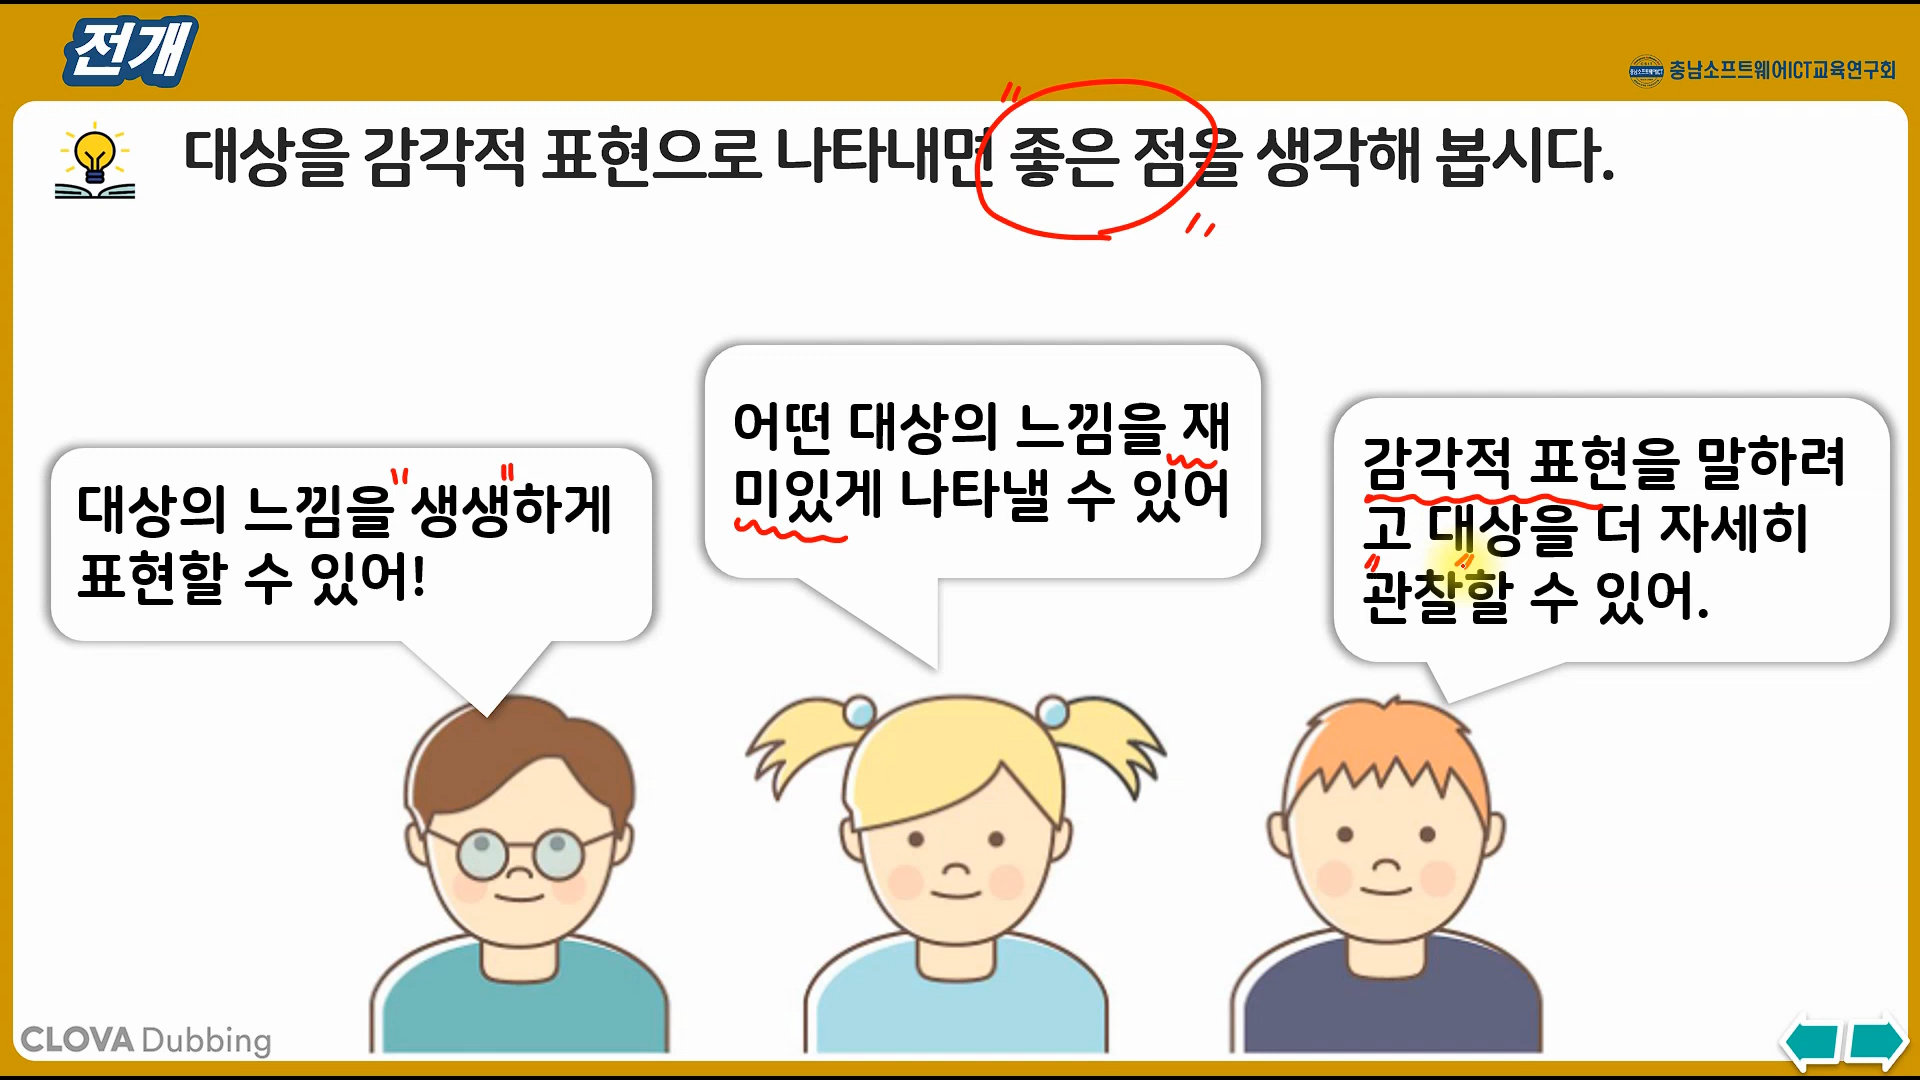 전개
충남소프트웨어ICT교육연구회
대상을 감각적 표현으로 나타내면 좋은 점을 생각해 봅시다.
대상의 느낌을 생생하게
표현할 수 있어!
어떤 대상의 느낌을 재
미있게 나타낼 수 있어
감각적 표현을 말하려
고 대상을 더 자세히
관찰할 수 있어.
CLOVA Dubbing